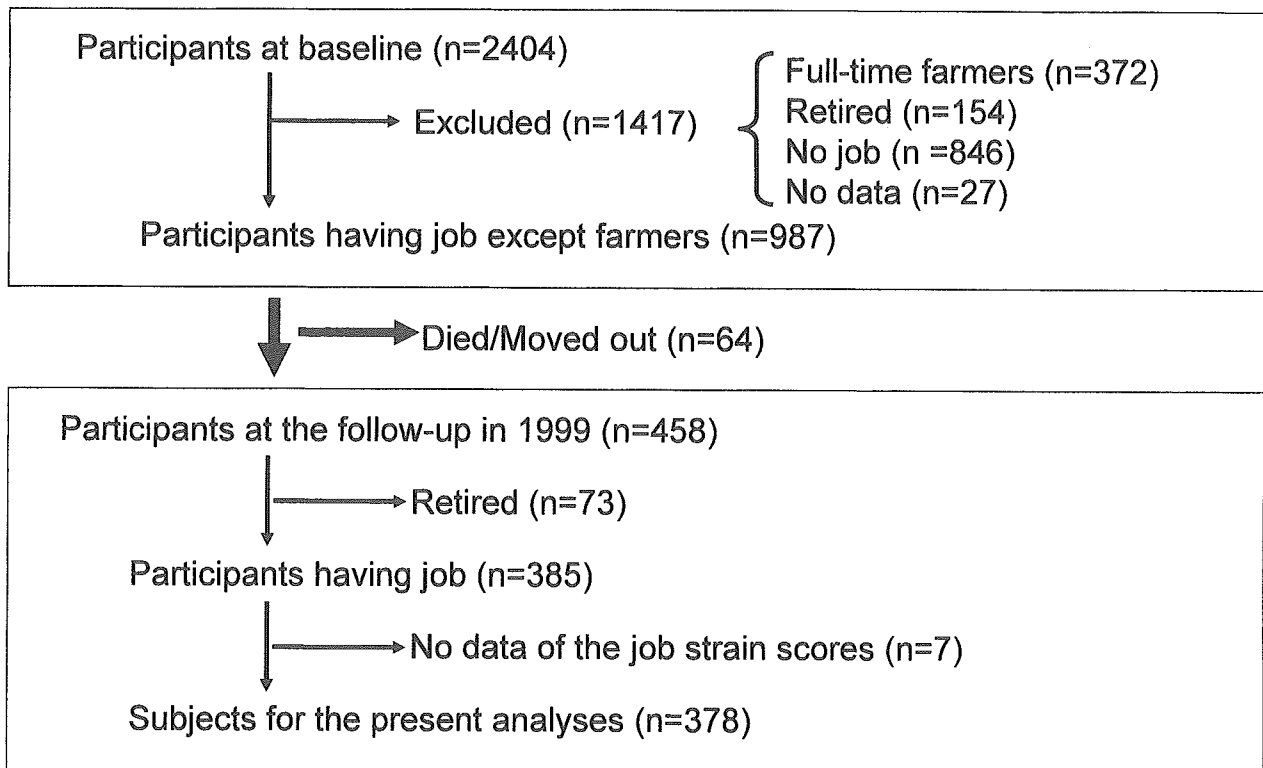 Participants at baseline (n=2404)
Excluded (n=1417)
Full-time farmers (n=372)
Retired (n=154)
No job (n =846)
No data (n=27)
Participants having job except farmers (n=987)
Died/Moved out (n=64)
Participants at the follow-up in 1999 (n=458)
Retired (n=73)
Participants having job (n=385)
No data of the job strain scores (n=7)
Subjects for the present analyses (n=378)